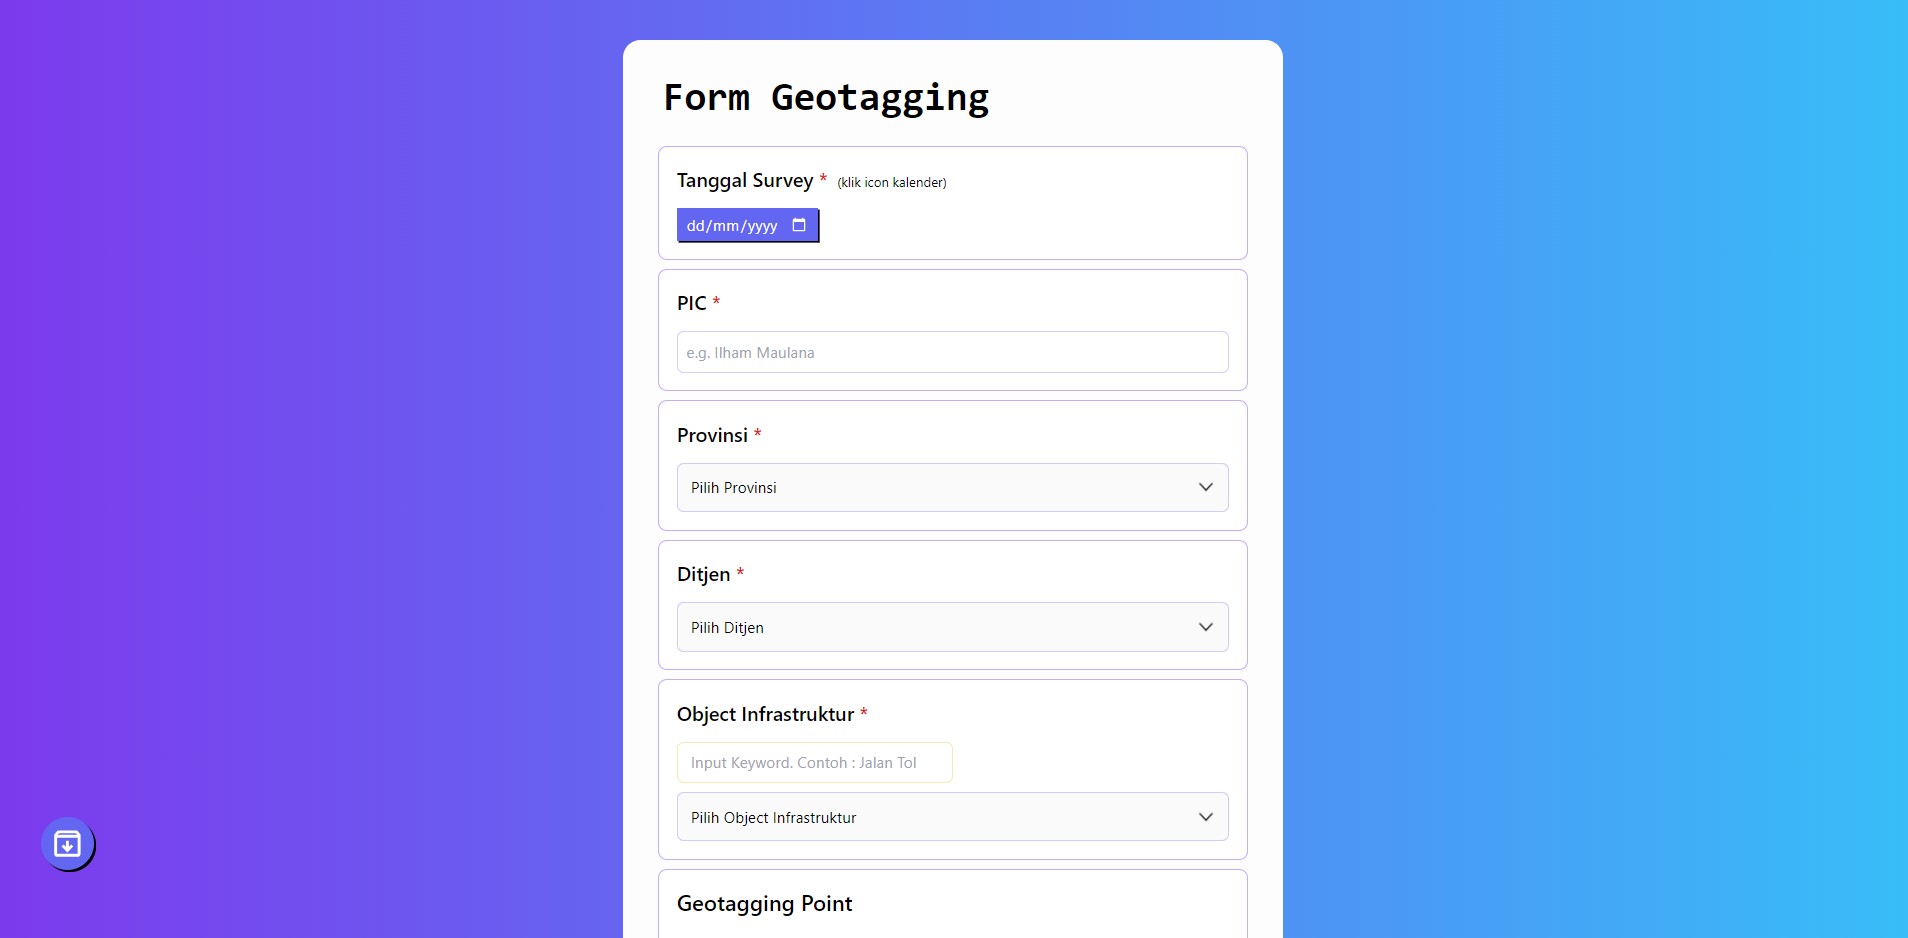 Form Geotagging
Tanggal Survey * (klik icon kalender)
dd/mm/yyyy
PIC *
e.g. Ilham Maulana
Provinsi *
Pilih Provinsi
Ditjen *
Pilih Ditjen
Object Infrastruktur *
Input Keyword. Contoh : Jalan Tol
Pilih Object Infrastruktur
Geotagging Point